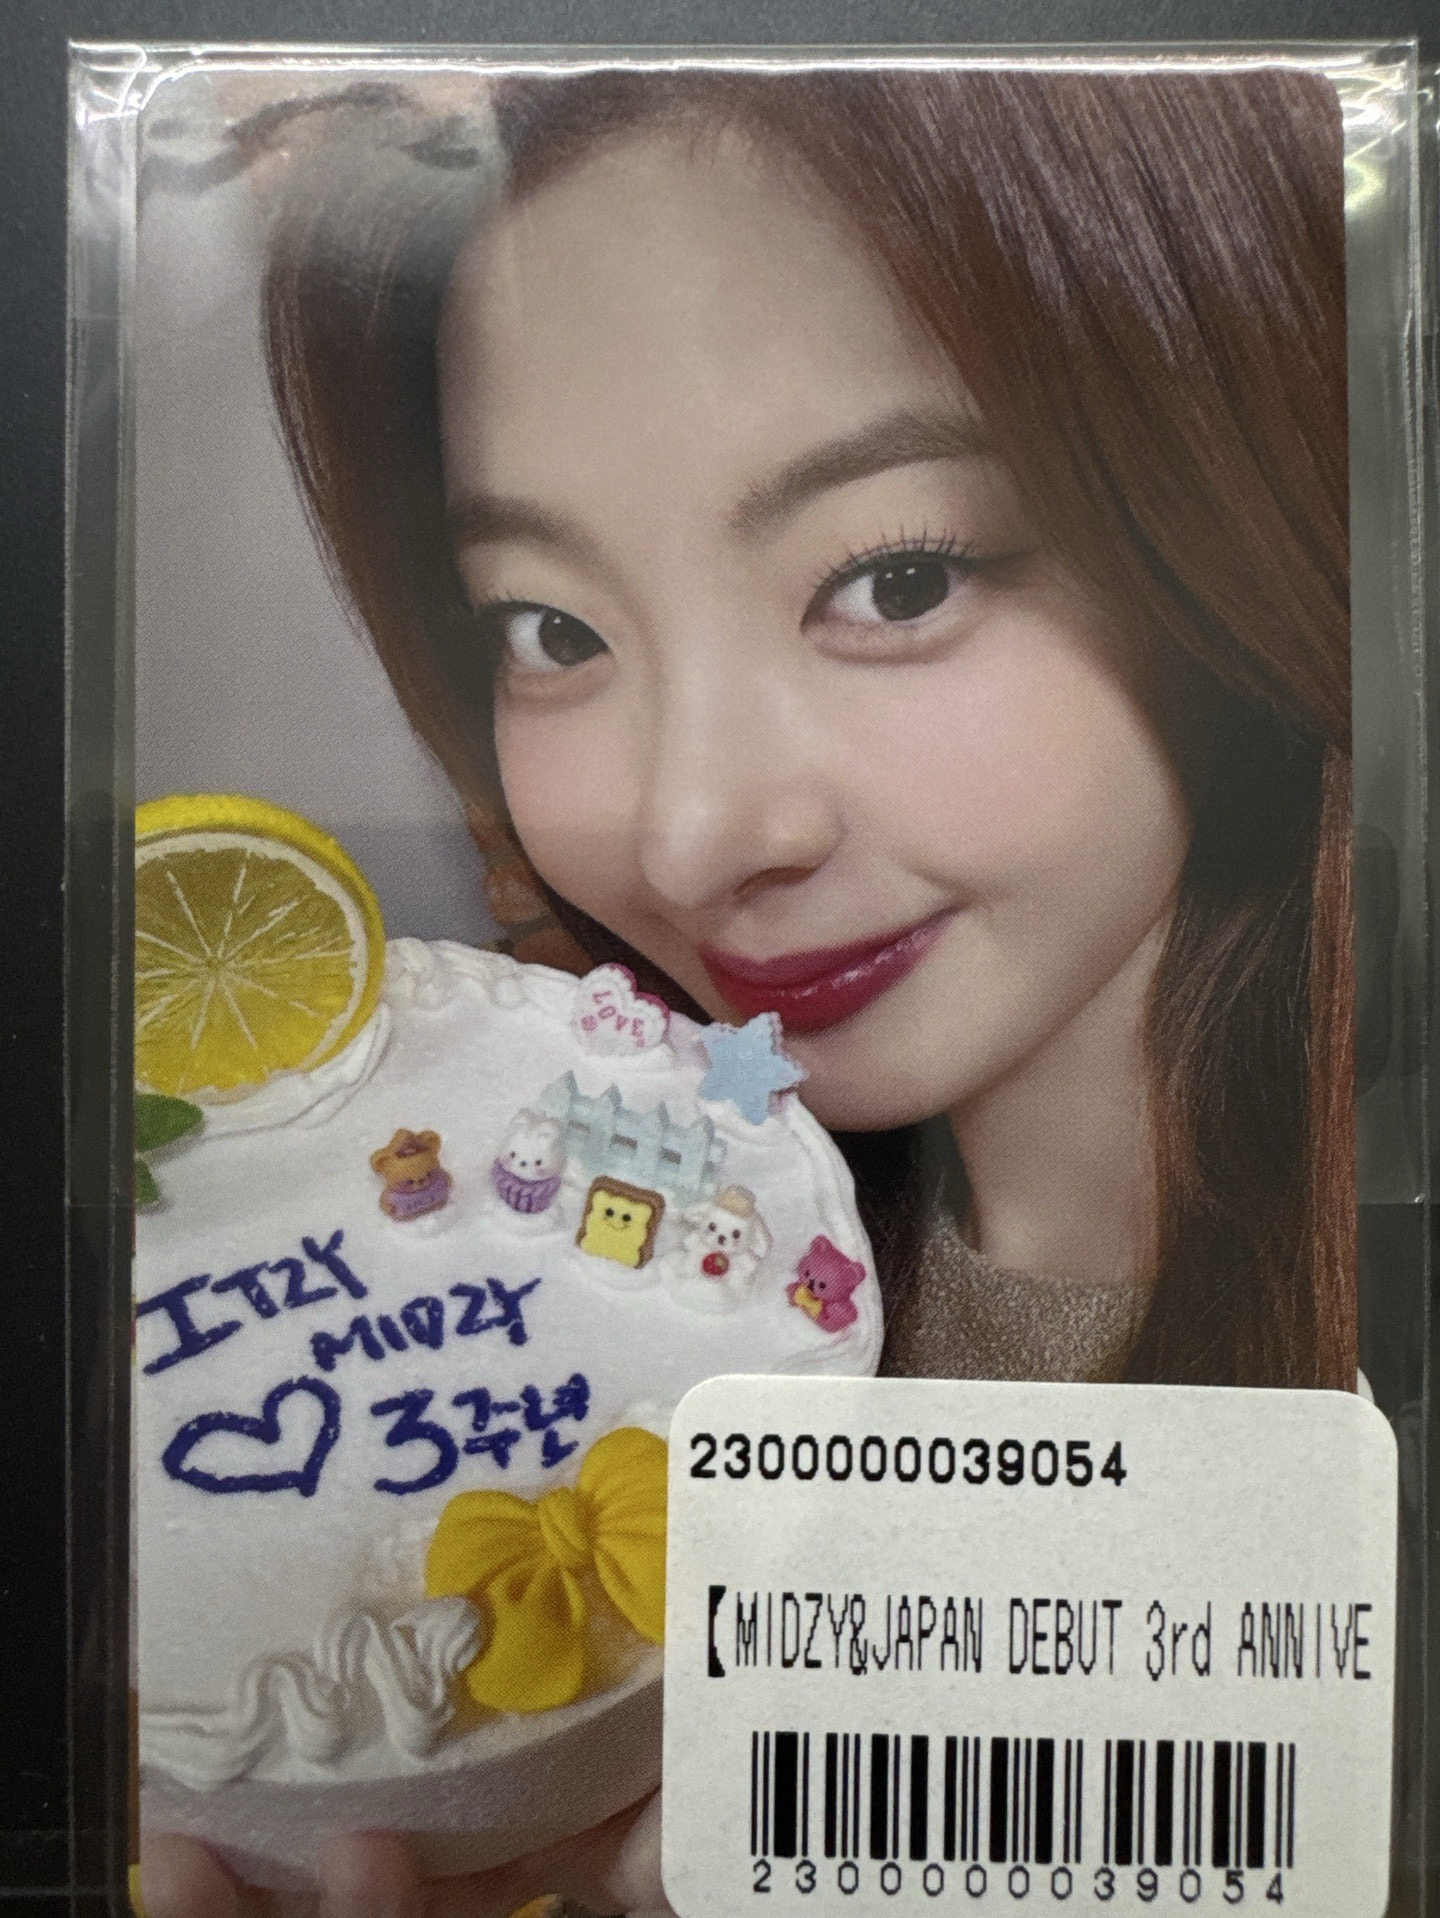 LOVE
ITZY
MIDZY
♡ 3주년
2300000039054
【MIDZY&JAPAN DEBUT 3rd ANNIVE
2300000039054